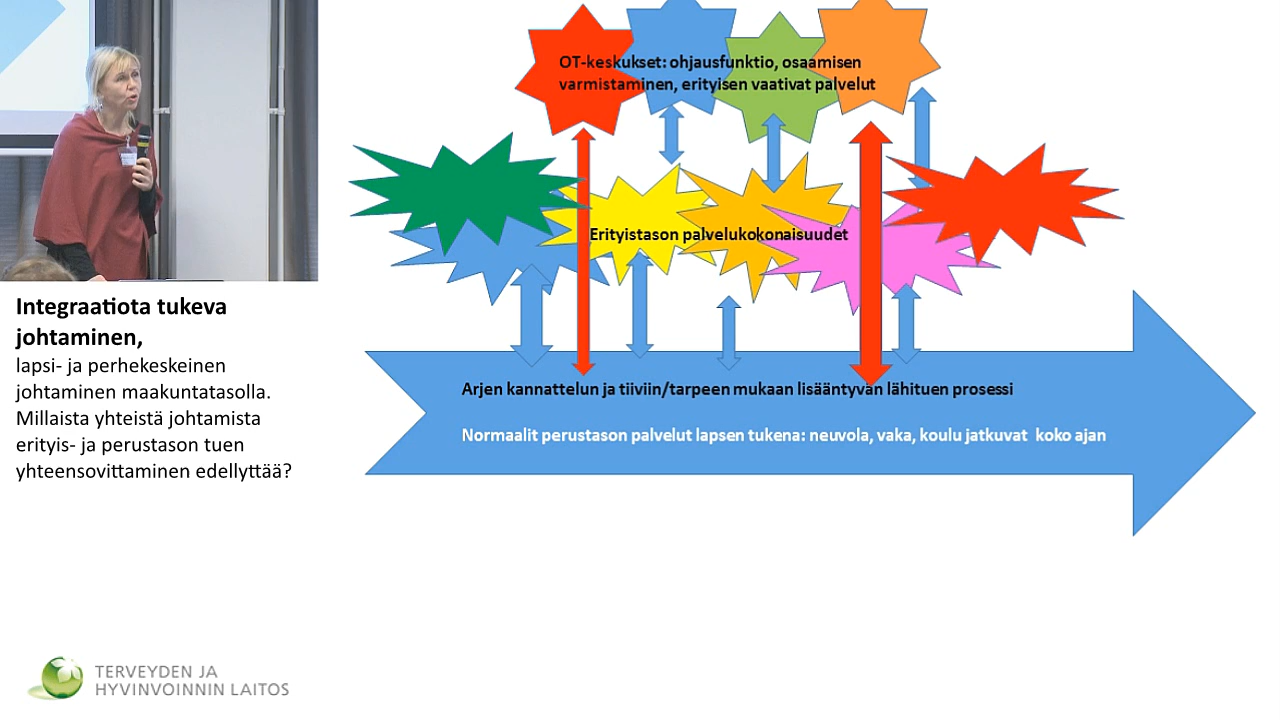 Integraatiota tukeva
johtaminen,
lapsi- ja perhekeskeinen
johtaminen maakuntatasolla.
Millaista yhteistä johtamista
erityis- ja perustason tuen
yhteensovittaminen edellyttää?
OT-keskukset: ohjausfunktio, osaamisen
varmistaminen, erityisen vaativat palvelut
Erityistason palvelukokonaisuudet
Arjen kannattelun ja tiiviin/tarpeen mukaan lisääntyvän lähituen prosessi
Normaalit perustason palvelut lapsen tukena: neuvola, vaka, koulu jatkuvat koko ajan
TERVEYDEN JA
HYVINVOINNIN LAITOS